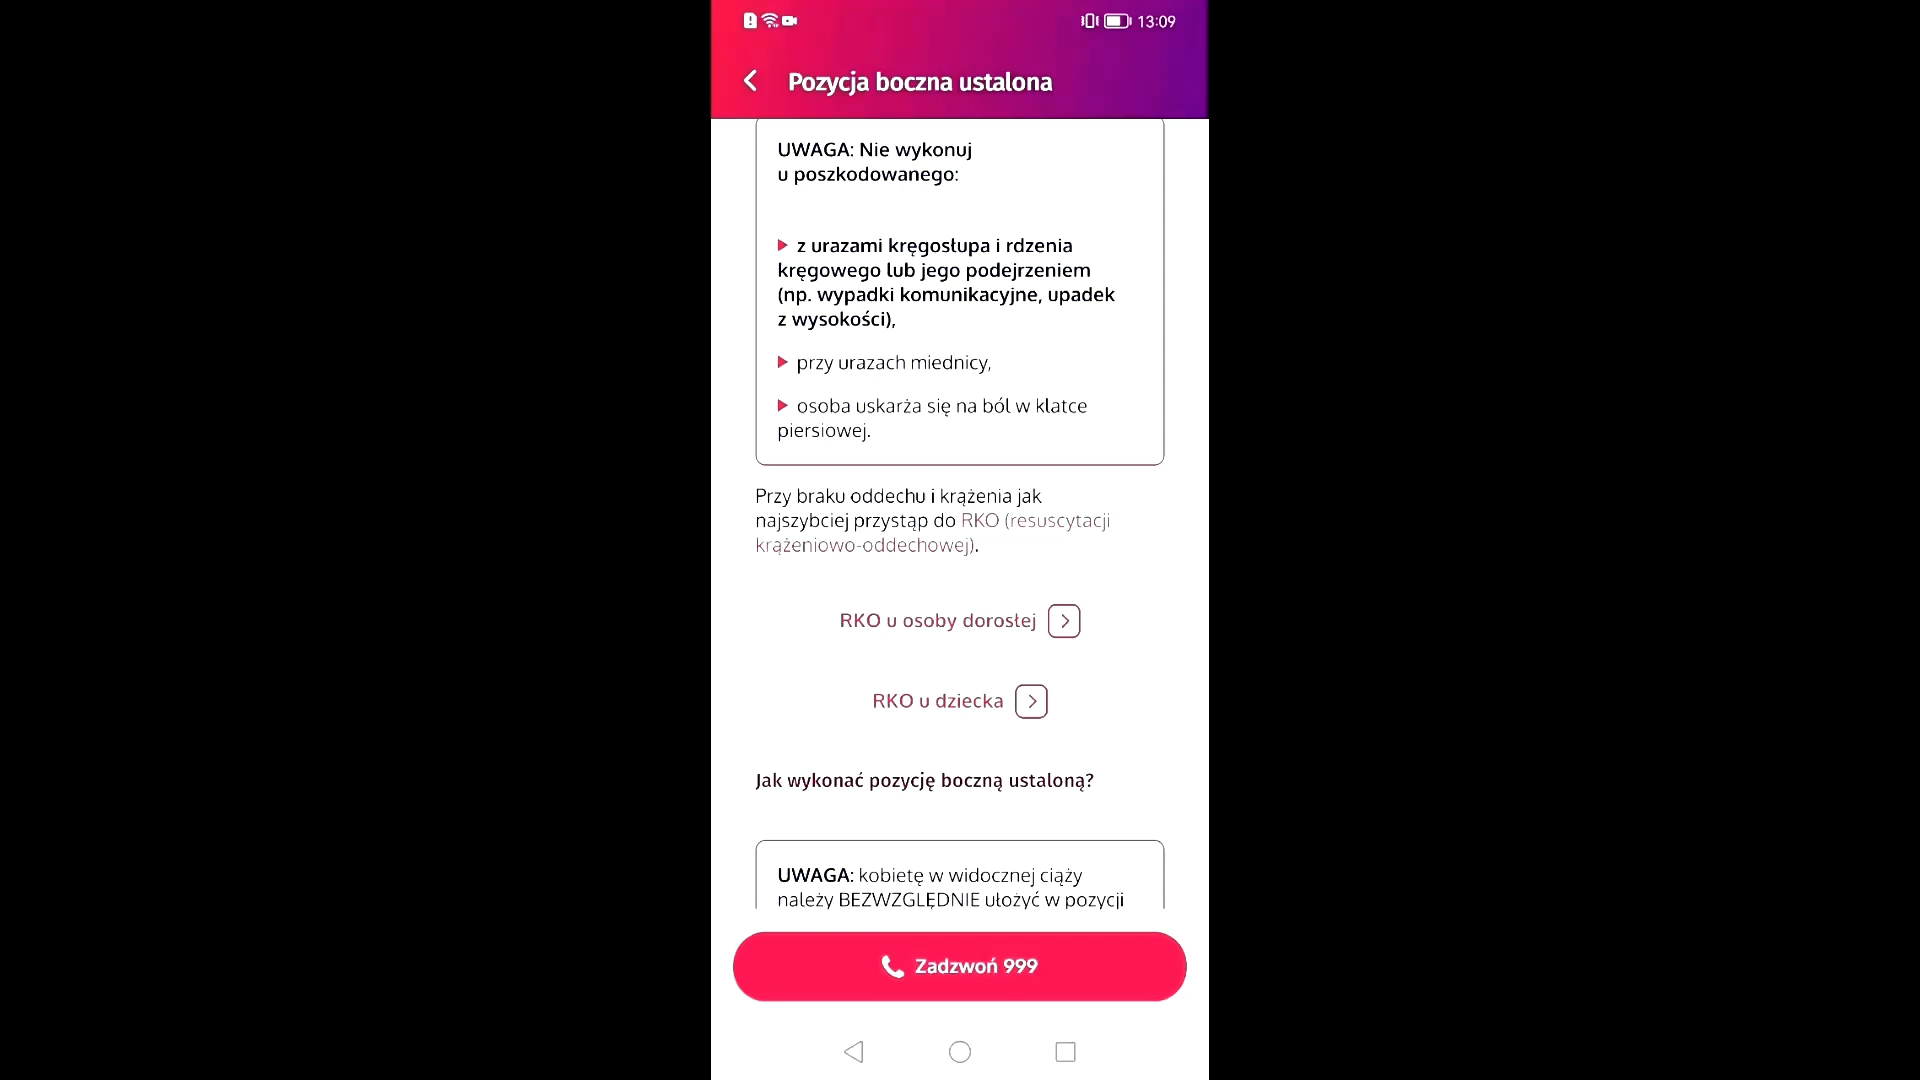 13:09
Pozycja boczna ustalona
UWAGA: Nie wykonuj
u poszkodowanego:
z urazami kręgosłupa i rdzenia
kręgowego lub jego podejrzeniem
(np. wypadki komunikacyjne, upadek
z wysokości),
przy urazach miednicy,
osoba uskarża się na ból w klatce
piersiowej.
Przy braku oddechu i krążenia jak
najszybciej przystąp do RKO (resuscytacji
krążeniowo-oddechowej).
RKO u osoby dorosłej
RKO u dziecka
Jak wykonać pozycję boczną ustaloną?
UWAGA: kobietę w widocznej ciąży
należy BEZWZGLĘDNIE ułożyć w pozycji
Zadzwoń 999